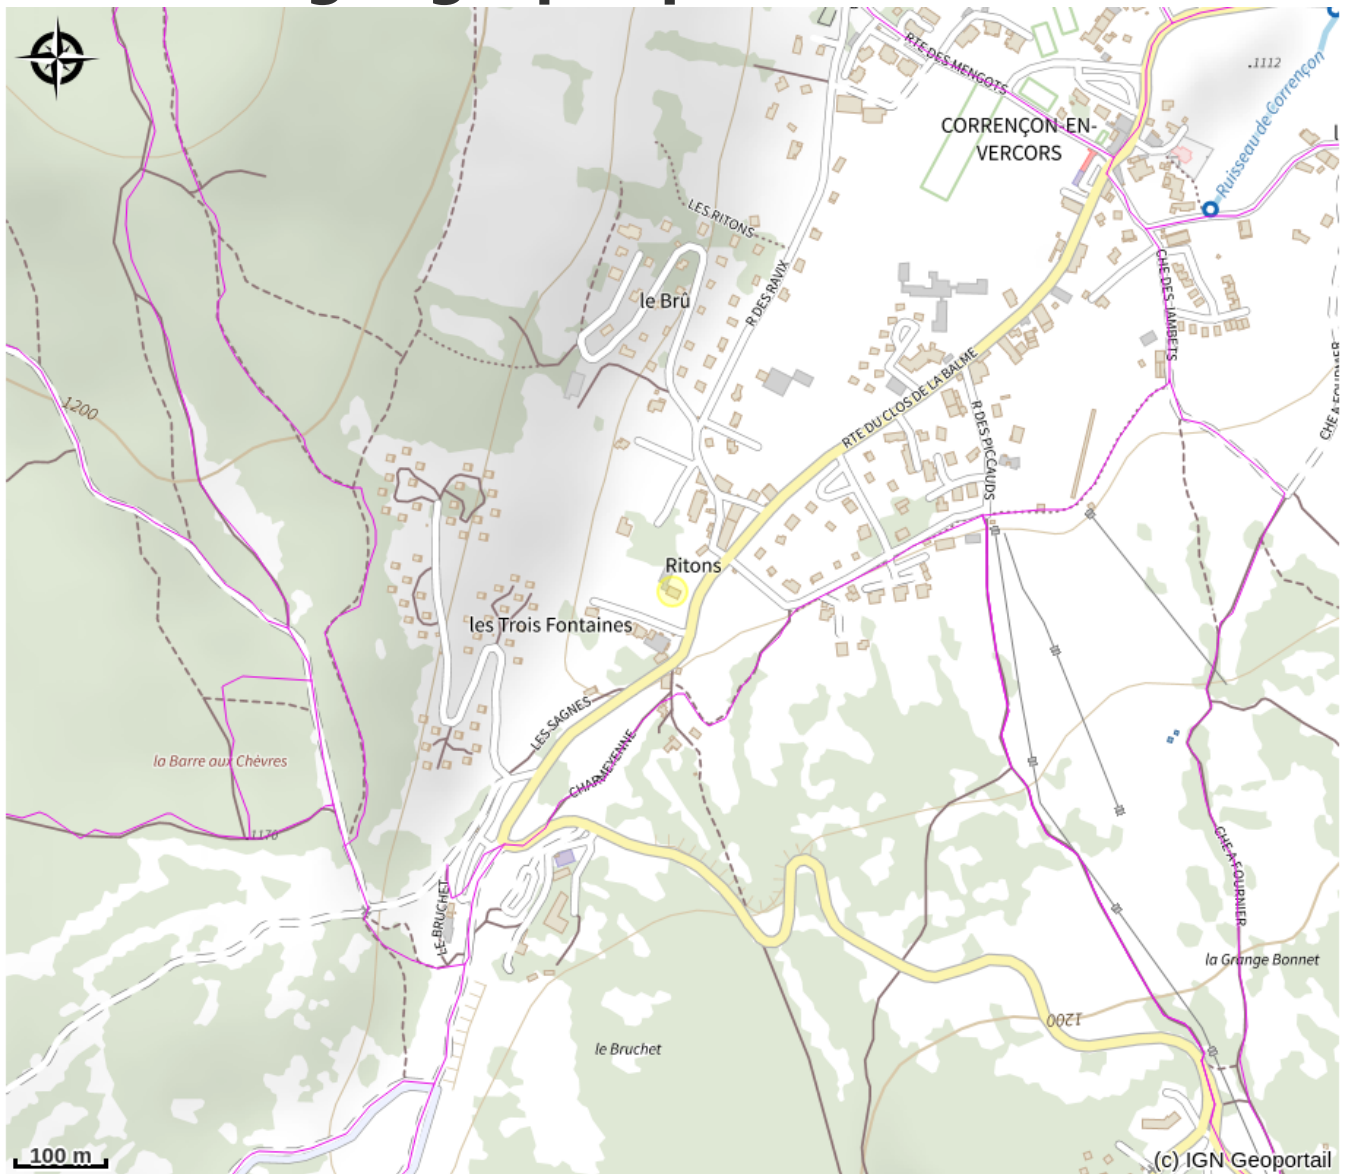 RTE DES MENGOTS
.1112
CORRENÇON-EN-
VERCORS
Ruisseau de Corrençon
LES RITONS
le Brû
R DES RAVIX
CHE DES JAMBETS
RTE DU CLOS DE LA BALME
R DES PICCAUDS
CHE A FOURNIER
1200
Ritons
les Trois Fontaines
LES SAGNES
CHARMEYENNE
la Barre aux Chèvres
1170
LE BRUCHET
CHE A FOURNIER
la Grange Bonnet
1200
le Bruchet
100 m
(c) IGN Geoportail